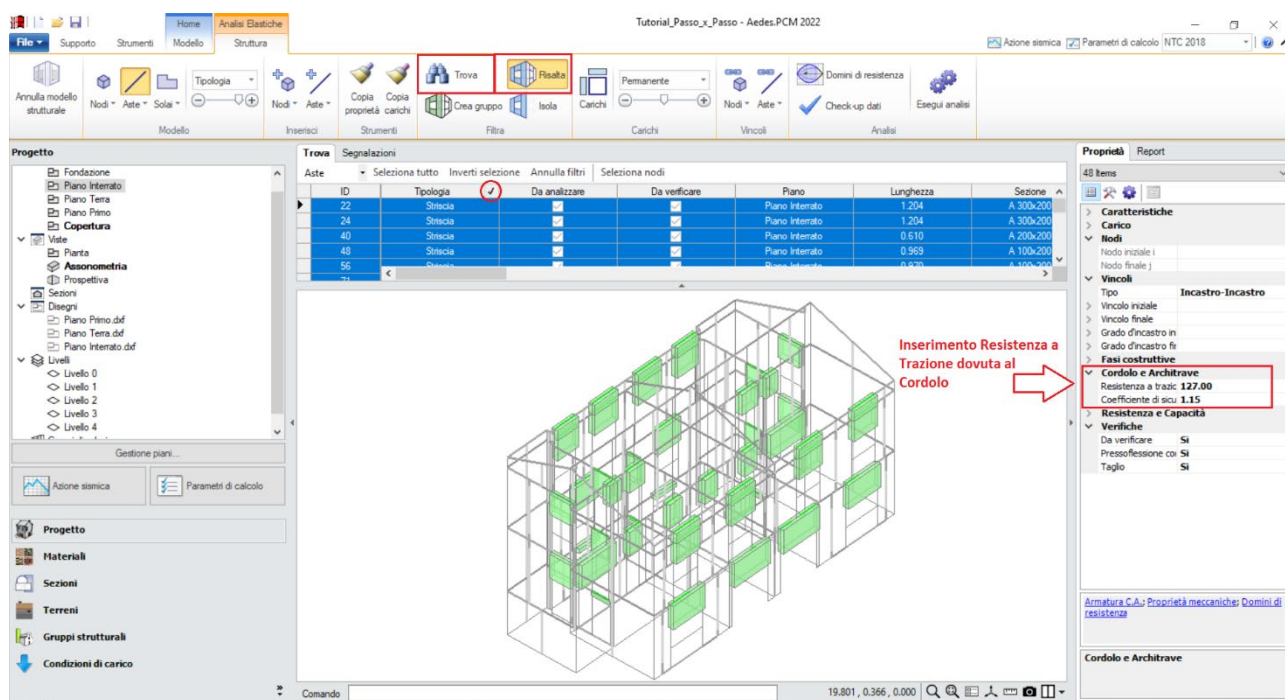 Tutorial_Passo_x_Passo - Aedes.PCM 2022
Home Analisi Elastiche
File Supporto Strumenti Modello Struttura
Azione sismica Parametri di calcolo NTC 2018
Annulla modello strutturale
Nodi Aste Solai
Tipologia
Modello
Nodi Aste
Inserisci
Copia proprietà
Copia carichi
Strumenti
Trova
Risalta
Crea gruppo
Isola
Filtra
Carichi
Permanente
Carichi
Nodi Aste
Vincoli
Domini di resistenza
Check-up dati
Esegui analisi
Analisi
Progetto
Fondazione
Piano Interrato
Piano Terra
Piano Primo
Copertura
Viste
Pianta
Assonometria
Prospettiva
Sezioni
Disegni
Piano Primo.dxf
Piano Terra.dxf
Piano Interrato.dxf
Livelli
Livello 0
Livello 1
Livello 2
Livello 3
Livello 4
Gestione piani...
Azione sismica
Parametri di calcolo
Progetto
Materiali
Sezioni
Terreni
Gruppi strutturali
Condizioni di carico
Trova Segnalazioni
Aste Seleziona tutto Inverti selezione Annulla filtri Seleziona nodi
ID Tipologia Da analizzare Da verificare Piano Lunghezza Sezione
22 Striscia Piano Interrato 1.204 A 300x200
24 Striscia Piano Interrato 1.204 A 300x200
40 Striscia Piano Interrato 0.610 A 200x200
48 Striscia Piano Interrato 0.969 A 100x200
56 Striscia Piano Interrato 0.970 A 100x200
Inserimento Resistenza a
Trazione dovuta al
Cordolo
Comando
19.801 , 0.366 , 0.000
Proprietà Report
48 Items
Caratteristiche
Carico
Nodi
Nodo iniziale i
Nodo finale j
Vincoli
Tipo Incastro-Incastro
Vincolo iniziale
Vincolo finale
Grado d'incastro in
Grado d'incastro fir
Fasi costruttive
Cordolo e Architrave
Resistenza a trazic 127.00
Coefficiente di sicu 1.15
Resistenza e Capacità
Verifiche
Da verificare Sì
Pressoflessione cor Sì
Taglio Sì
Armatura C.A.; Proprietà meccaniche; Domini di
resistenza
Cordolo e Architrave